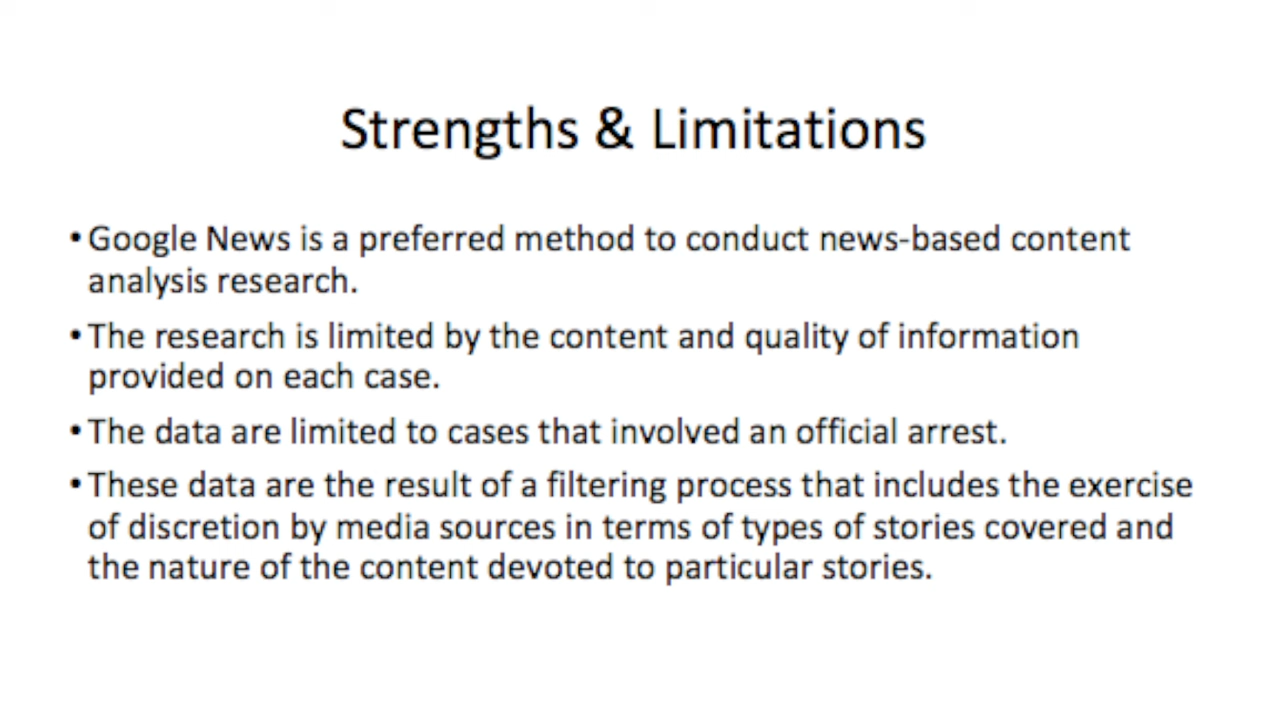 Strengths & Limitations
• Google News is a preferred method to conduct news-based content
analysis research.
• The research is limited by the content and quality of information
provided on each case.
• The data are limited to cases that involved an official arrest.
• These data are the result of a filtering process that includes the exercise
of discretion by media sources in terms of types of stories covered and
the nature of the content devoted to particular stories.